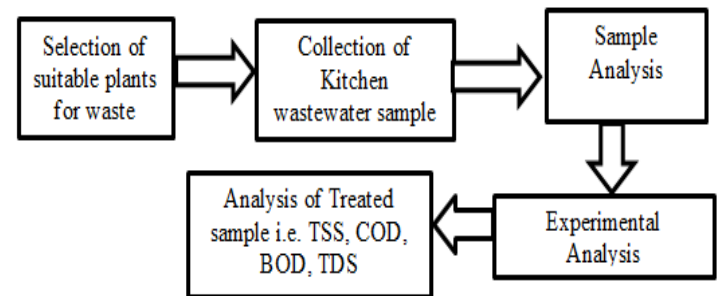 Selection of
suitable plants
for waste
Collection of
Kitchen
wastewater sample
Sample
Analysis
Experimental
Analysis
Analysis of Treated
sample i.e. TSS, COD,
BOD, TDS